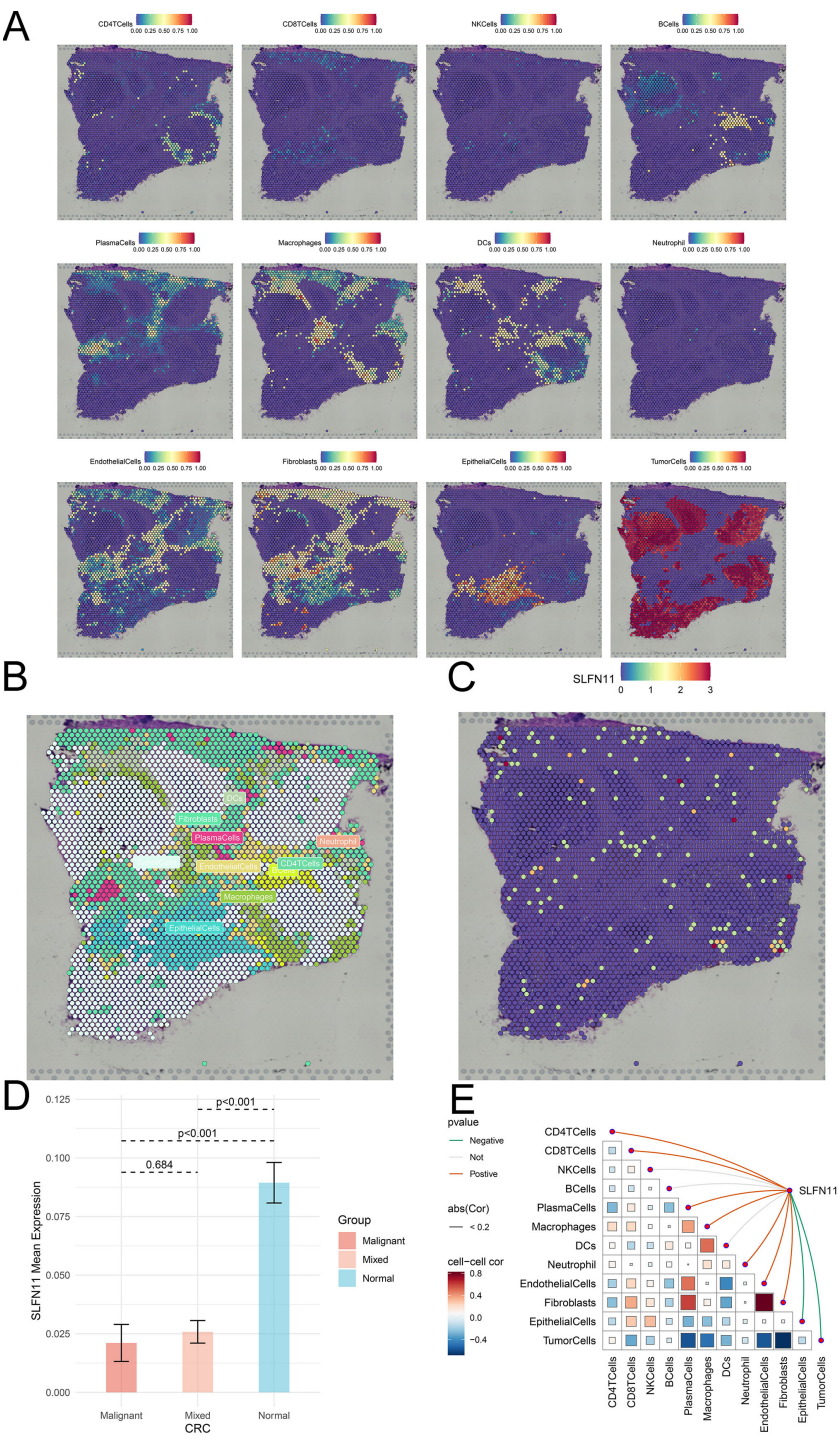 A
CD4TCells
0.00 0.25 0.50 0.75 1.00
CD8TCells
0.00 0.25 0.50 0.75 1.00
NKCells
0.00 0.25 0.50 0.75 1.00
BCells
0.00 0.25 0.50 0.75 1.00
PlasmaCells
0.00 0.25 0.50 0.75 1.00
Macrophages
0.00 0.25 0.50 0.75 1.00
DCs
0.00 0.25 0.50 0.75 1.00
Neutrophil
0.00 0.25 0.50 0.75 1.00
EndothelialCells
0.00 0.25 0.50 0.75 1.00
Fibroblasts
0.00 0.25 0.50 0.75 1.00
EpithelialCells
0.00 0.25 0.50 0.75 1.00
TumorCells
0.00 0.25 0.50 0.75 1.00
B
DCs
Fibroblasts
PlasmaCells
Neutrophil
EndothelialCells
CD4TCells
Macrophages
EpithelialCells
C
SLFN11
0 1 2 3
D
SLFN11 Mean Expression
0.125
0.100
0.075
0.050
0.025
0.000
p<0.001
p<0.001
0.684
Malignant
Mixed
Normal
CRC
Group
Malignant
Mixed
Normal
E
pvalue
Negative
Not
Postive
abs(Cor)
< 0.2
cell-cell cor
0.8
0.4
0.0
−0.4
CD4TCells
CD8TCells
NKCells
BCells
PlasmaCells
Macrophages
DCs
Neutrophil
EndothelialCells
Fibroblasts
EpithelialCells
TumorCells
SLFN11
CD4TCells
CD8TCells
NKCells
BCells
PlasmaCells
Macrophages
DCs
Neutrophil
EndothelialCells
Fibroblasts
EpithelialCells
TumorCells